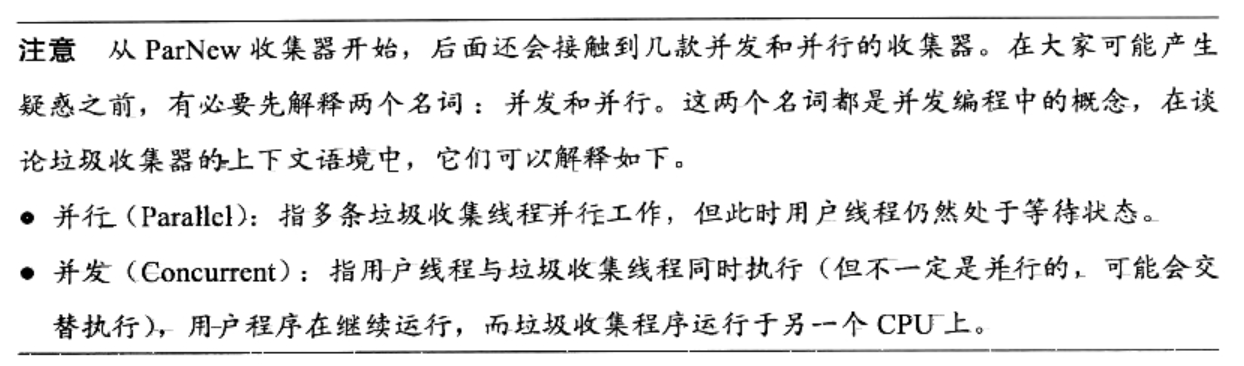 注意 从 ParNew 收集器开始，后面还会接触到几款并发和并行的收集器。在大家可能产生
疑惑之前，有必要先解释两个名词：并发和并行。这两个名词都是并发编程中的概念，在谈
论垃圾收集器的上下文语境中，它们可以解释如下。
● 并行（Parallel）：指多条垃圾收集线程并行工作，但此时用户线程仍然处于等待状态。
● 并发（Concurrent）：指用户线程与垃圾收集线程同时执行（但不一定是并行的，可能会交
替执行），用户程序在继续运行，而垃圾收集程序运行于另一个 CPU 上。